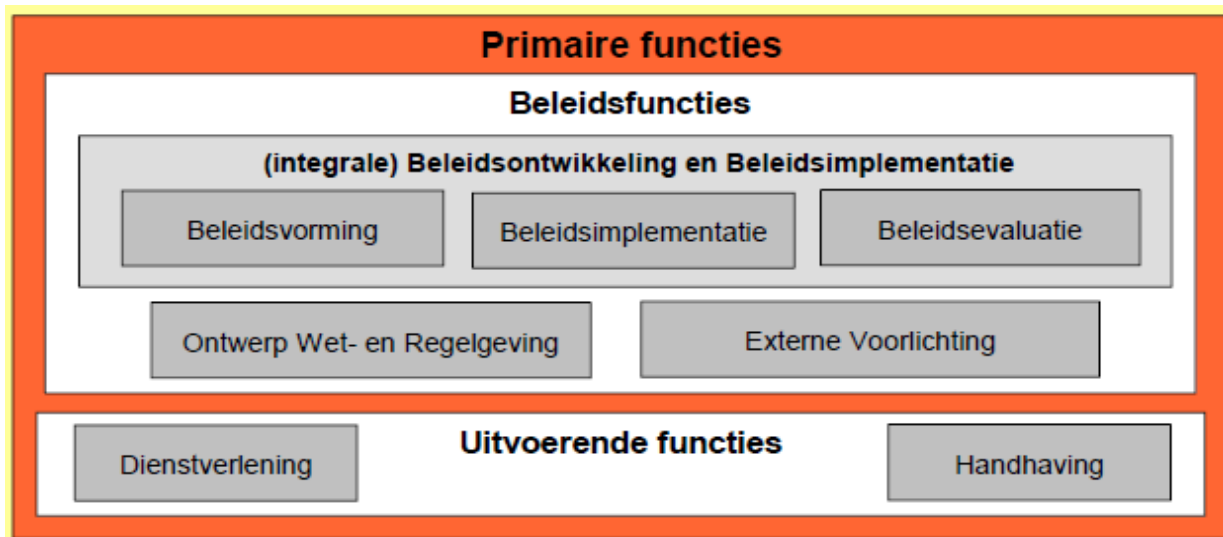 Primaire functies
Beleidsfuncties
(integrale) Beleidsontwikkeling en Beleidsimplementatie
Beleidsvorming
Beleidsimplementatie
Beleidsevaluatie
Ontwerp Wet- en Regelgeving
Externe Voorlichting
Uitvoerende functies
Dienstverlening
Handhaving